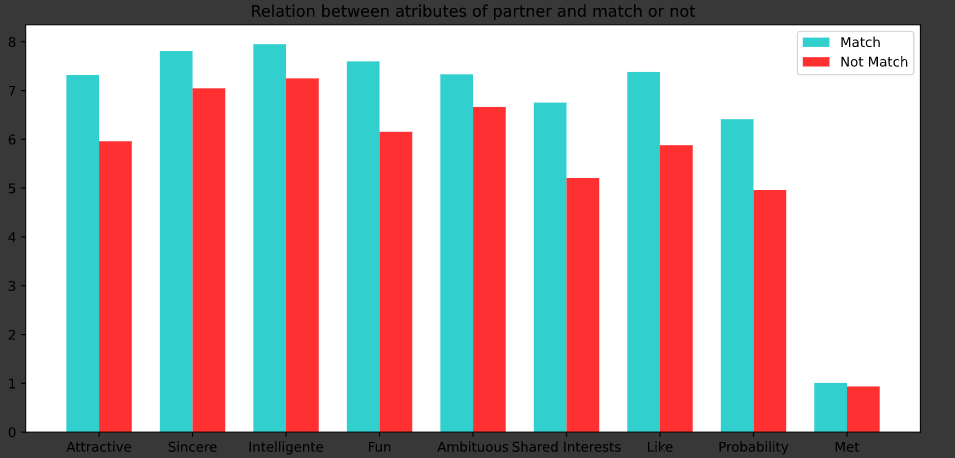 Relation between atributes of partner and match or not
8
7
6
5
4
3
2
1
0
Match
Not Match
Attractive Sincere Intelligente Fun Ambituous Shared Interests Like Probability Met